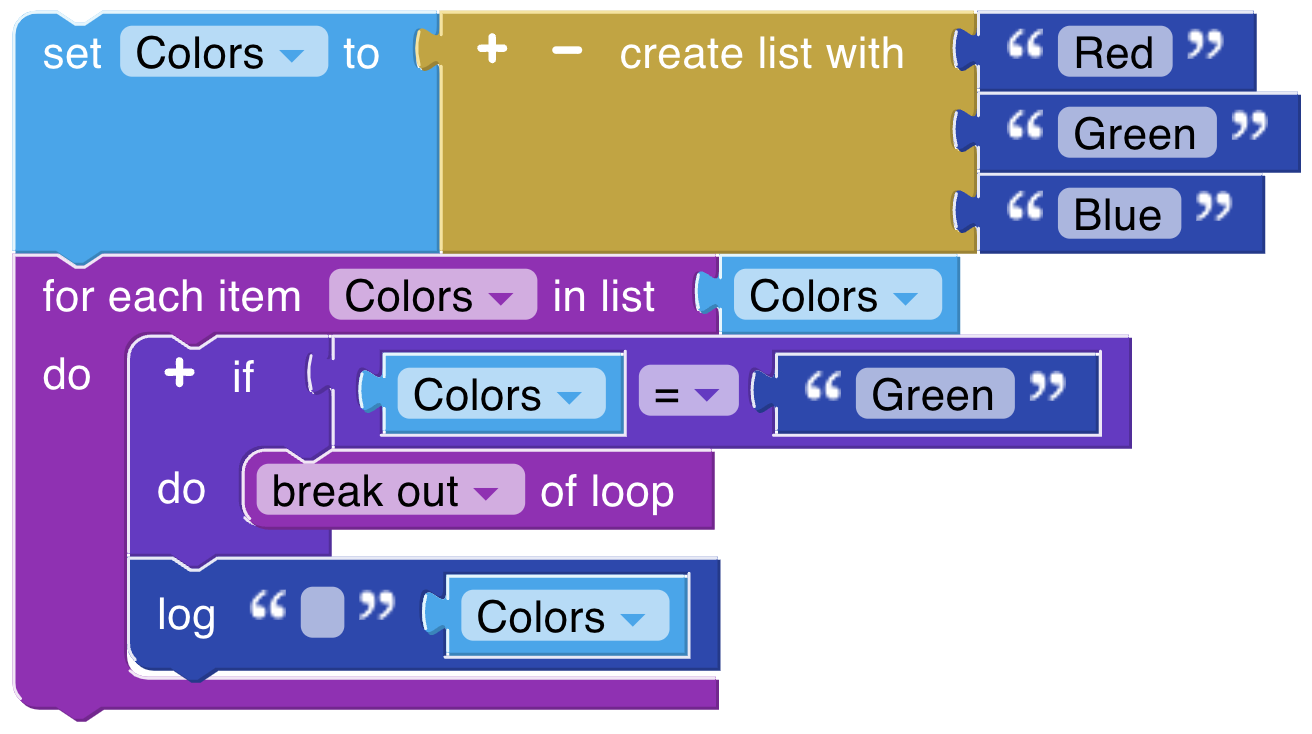 set Colors to + - create list with “ Red ”
“ Green ”
“ Blue ”
for each item Colors in list Colors
do + if Colors = “ Green ”
do break out of loop
log “ ” Colors